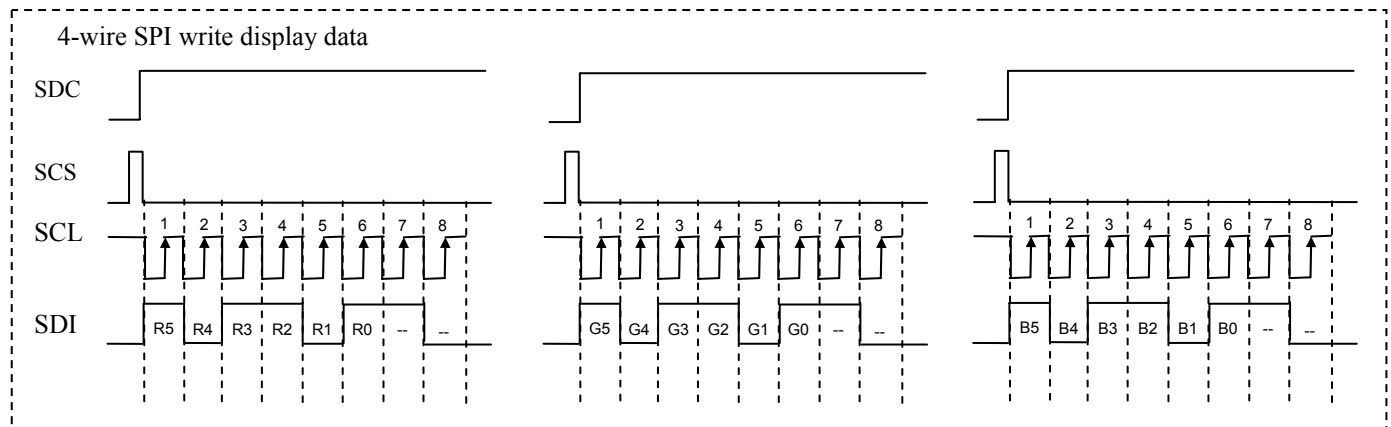 4-wire SPI write display data
SDC
SCS
SCL 1 2 3 4 5 6 7 8 1 2 3 4 5 6 7 8 1 2 3 4 5 6 7 8
SDI R5 R4 R3 R2 R1 R0 -- -- G5 G4 G3 G2 G1 G0 -- -- B5 B4 B3 B2 B1 B0 -- --